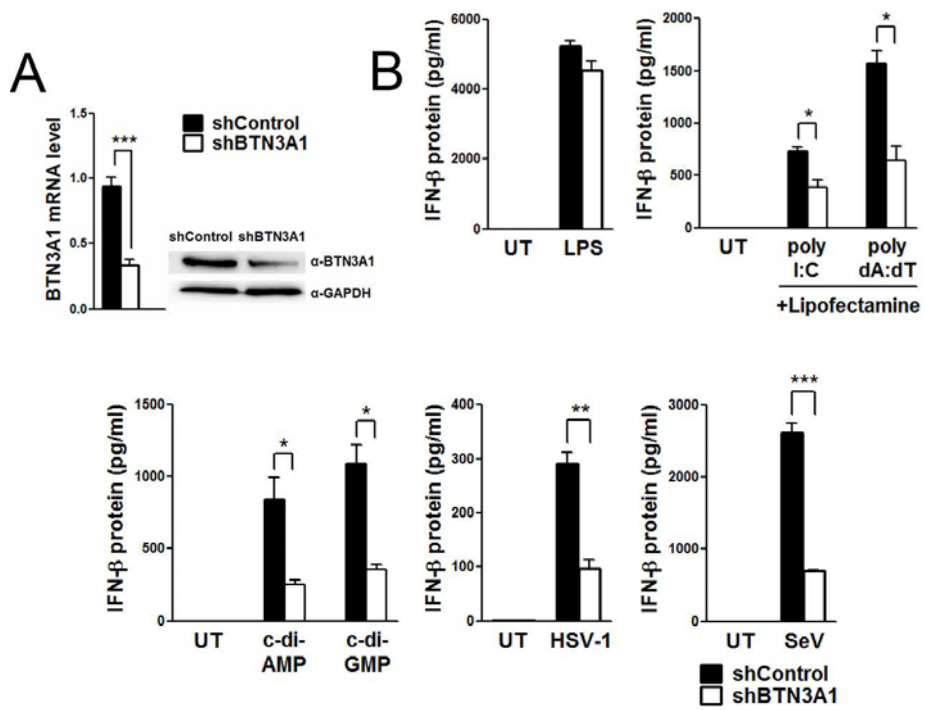 A
BTN3A1 mRNA level
1.5
1.0
0.5
0.0
***
shControl
shBTN3A1
shControl shBTN3A1
α-BTN3A1
α-GAPDH
B
IFN-β protein (pg/ml)
6000
4000
2000
0
UT LPS
IFN-β protein (pg/ml)
2000
1500
1000
500
0
*
*
UT poly poly
I:C dA:dT
+Lipofectamine
IFN-β protein (pg/ml)
1500
1000
500
0
*
*
UT c-di- c-di-
AMP GMP
IFN-β protein (pg/ml)
400
300
200
100
0
**
UT HSV-1
IFN-β protein (pg/ml)
3000
2000
1000
0
***
UT SeV
shControl
shBTN3A1